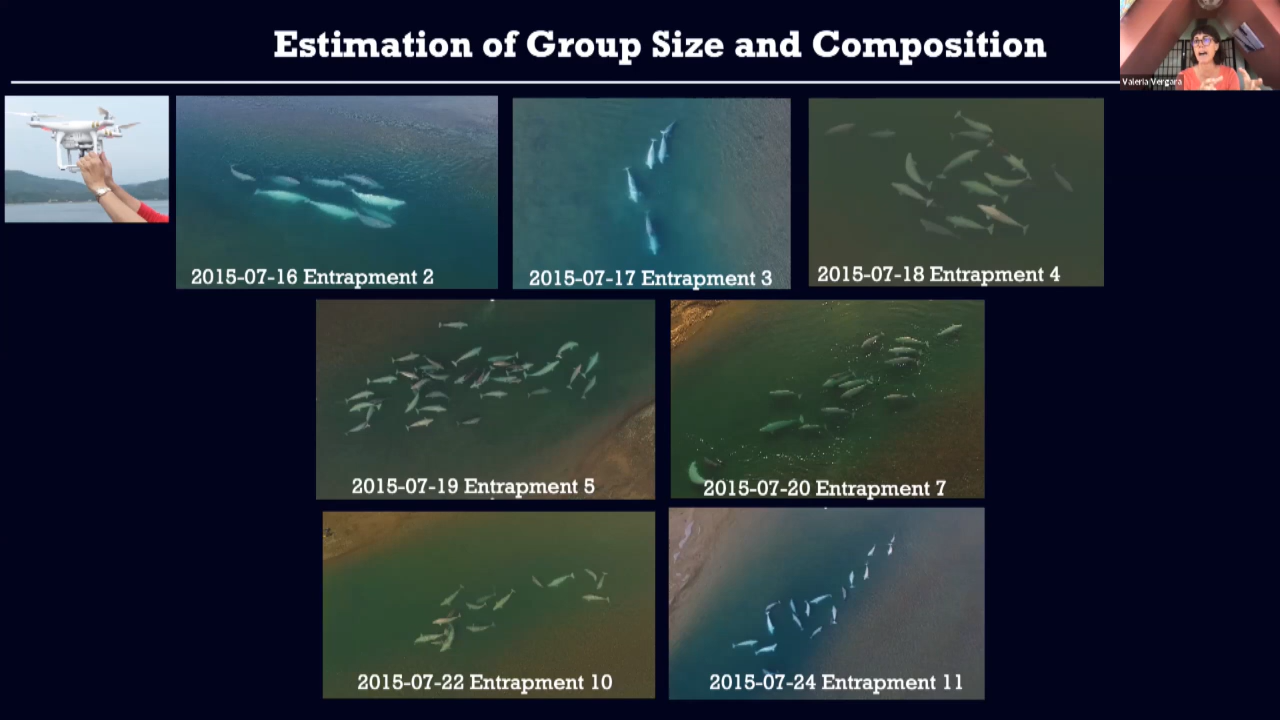 Estimation of Group Size and Composition
Valeria Vergara
2015-07-16 Entrapment 2
2015-07-17 Entrapment 3
2015-07-18 Entrapment 4
2015-07-19 Entrapment 5
2015-07-20 Entrapment 7
2015-07-22 Entrapment 10
2015-07-24 Entrapment 11